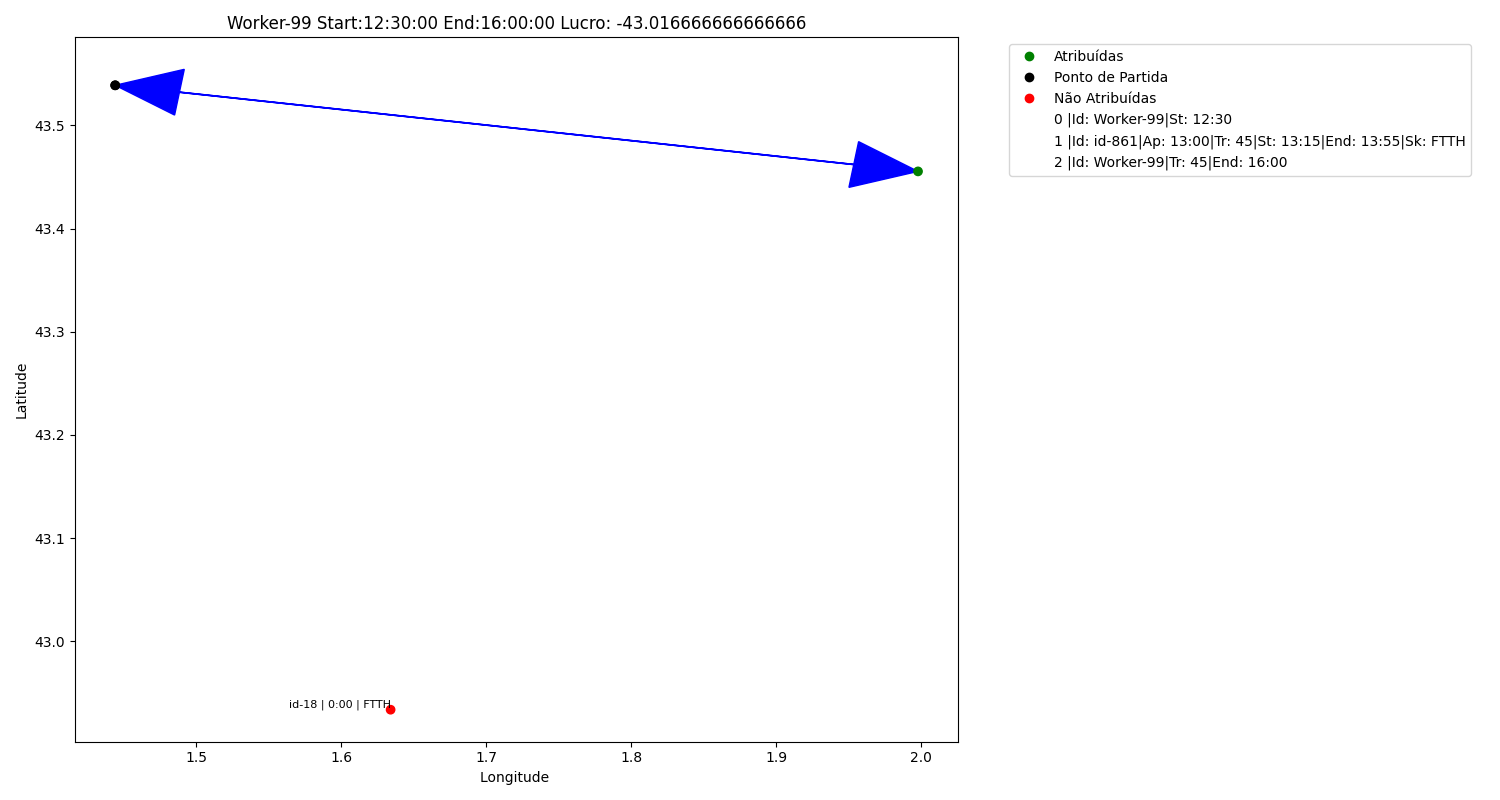 Worker-99 Start:12:30:00 End:16:00:00 Lucro: -43.016666666666666
Atribuídas
Ponto de Partida
Não Atribuídas
0 |Id: Worker-99|St: 12:30
1 |Id: id-861|Ap: 13:00|Tr: 45|St: 13:15|End: 13:55|Sk: FTTH
2 |Id: Worker-99|Tr: 45|End: 16:00
Latitude
43.5
43.4
43.3
43.2
43.1
43.0
id-18 | 0:00 | FTTH
1.5 1.6 1.7 1.8 1.9 2.0
Longitude